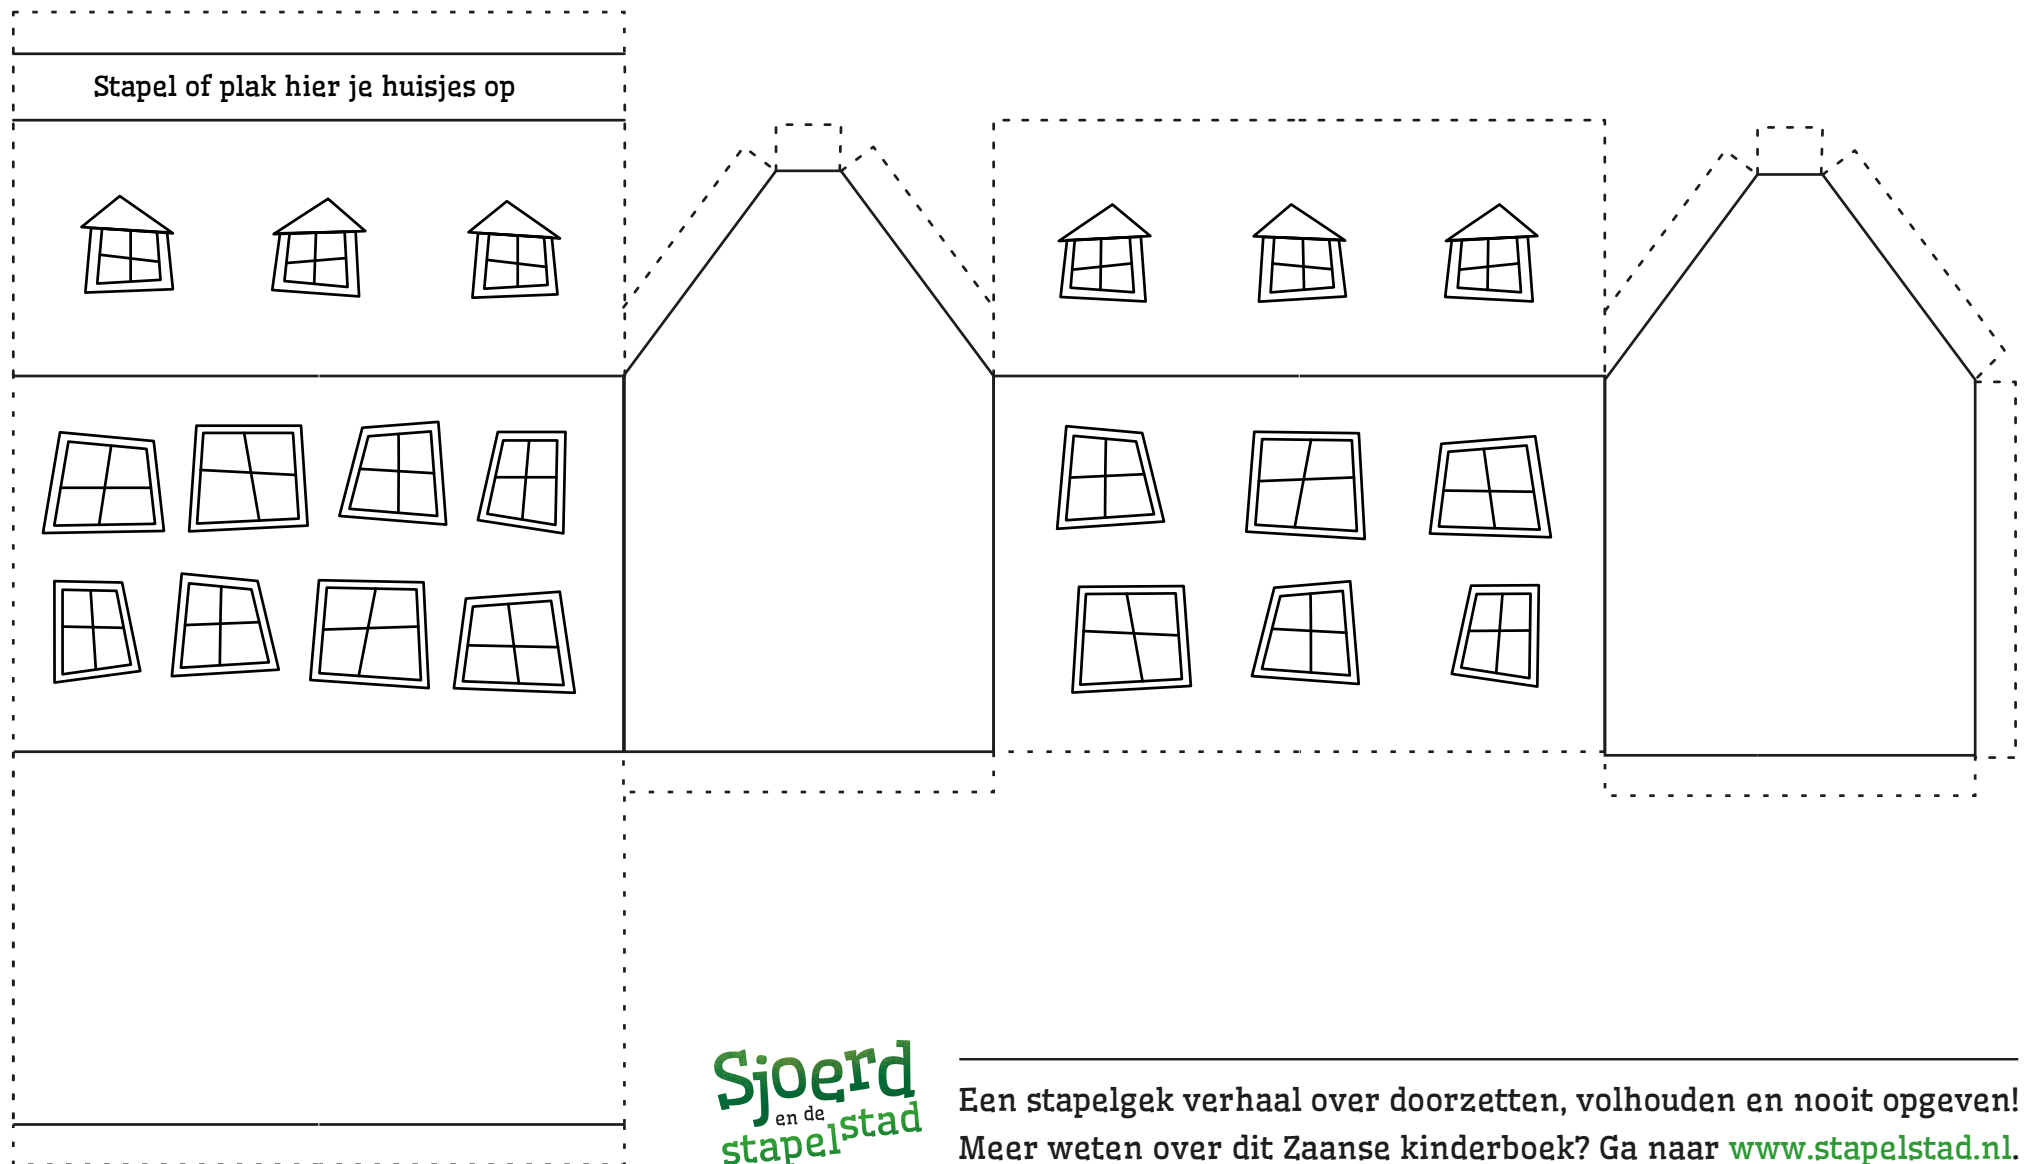 Stapel of plak hier je huisjes op
Sjoerd
en de
stapelstad
Een stapelgek verhaal over doorzetten, volhouden en nooit opgeven!
Meer weten over dit Zaanse kinderboek? Ga naar www.stapelstad.nl.